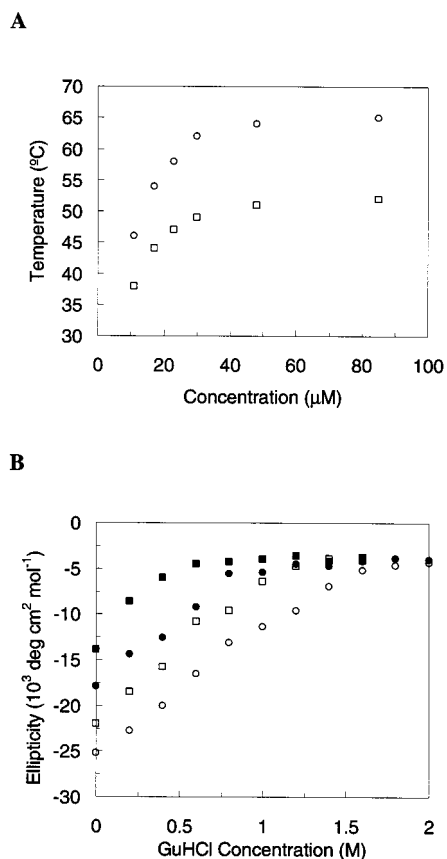 A
70
65
60
55
50
45
40
35
30
Temperature (ºC)
0 20 40 60 80 100
Concentration (µM)
B
0
-5
-10
-15
-20
-25
-30
Ellipticity (10³ deg cm² mol⁻¹)
0 0.5 1 1.5 2
GuHCl Concentration (M)